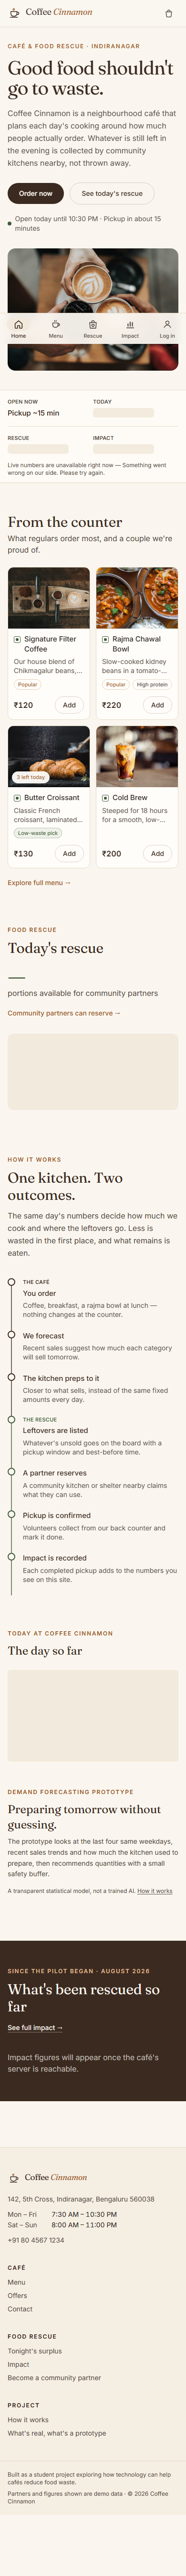 Coffee Cinnamon
CAFÉ & FOOD RESCUE · INDIRANAGAR
Good food shouldn't
go to waste.
Coffee Cinnamon is a neighbourhood café that
plans each day's cooking around how much
people actually order. Whatever is still left in
the evening is collected by community
kitchens nearby, not thrown away.
Order now
See today's rescue
Open today until 10:30 PM · Pickup in about 15
minutes
Home
Menu
Rescue
Impact
Log in
OPEN NOW
Pickup ~15 min
TODAY
RESCUE
IMPACT
Live numbers are unavailable right now — Something went
wrong on our side. Please try again.
From the counter
What regulars order most, and a couple we're
proud of.
Signature Filter
Coffee
Our house blend of
Chikmagalur beans,...
Popular
₹120
Add
Rajma Chawal
Bowl
Slow-cooked kidney
beans in a tomato-...
Popular
High protein
₹220
Add
3 left today
Butter Croissant
Classic French
croissant, laminated...
Low-waste pick
₹130
Add
Cold Brew
Steeped for 18 hours
for a smooth, low-...
₹200
Add
Explore full menu →
FOOD RESCUE
Today's rescue
—
portions available for community partners
Community partners can reserve →
HOW IT WORKS
One kitchen. Two
outcomes.
The same day's numbers decide how much we
cook and where the leftovers go. Less is
wasted in the first place, and what remains is
eaten.
THE CAFÉ
You order
Coffee, breakfast, a rajma bowl at lunch —
nothing changes at the counter.
We forecast
Recent sales suggest how much each category
will sell tomorrow.
The kitchen preps to it
Closer to what sells, instead of the same fixed
amounts every day.
THE RESCUE
Leftovers are listed
Whatever's unsold goes on the board with a
pickup window and best-before time.
A partner reserves
A community kitchen or shelter nearby claims
what they can use.
Pickup is confirmed
Volunteers collect from our back counter and
mark it done.
Impact is recorded
Each completed pickup adds to the numbers you
see on this site.
TODAY AT COFFEE CINNAMON
The day so far
DEMAND FORECASTING PROTOTYPE
Preparing tomorrow without
guessing.
The prototype looks at the last four same weekdays,
recent sales trends and how much the kitchen used to
prepare, then recommends quantities with a small
safety buffer.
A transparent statistical model, not a trained AI. How it works
SINCE THE PILOT BEGAN · AUGUST 2026
What's been rescued so
far
See full impact →
Impact figures will appear once the café's
server is reachable.
Coffee Cinnamon
142, 5th Cross, Indiranagar, Bengaluru 560038
Mon – Fri 7:30 AM – 10:30 PM
Sat – Sun 8:00 AM – 11:00 PM
+91 80 4567 1234
CAFÉ
Menu
Offers
Contact
FOOD RESCUE
Tonight's surplus
Impact
Become a community partner
PROJECT
How it works
What's real, what's a prototype
Built as a student project exploring how technology can help
cafés reduce food waste.
Partners and figures shown are demo data · © 2026 Coffee
Cinnamon